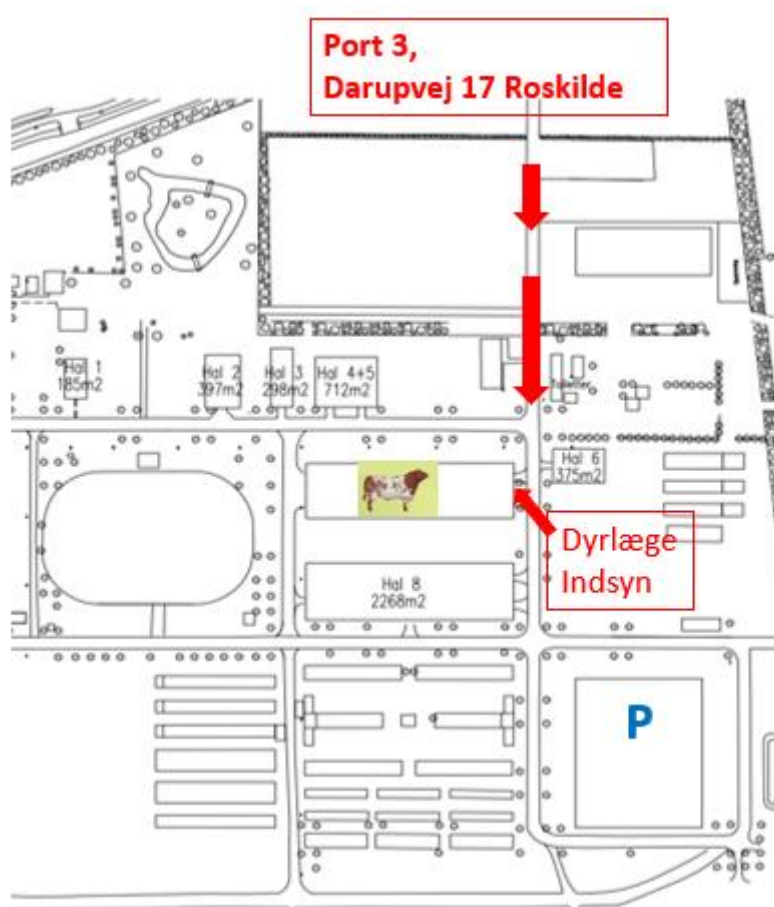 Port 3,
Darupvej 17 Roskilde
Hal 1
185m2
Hal 2
397m2
Hal 3
298m2
Hal 4+5
712m2
Toiletter
Hal 6
375m2
Dyrlæge
Indsyn
Hal 8
2268m2
P